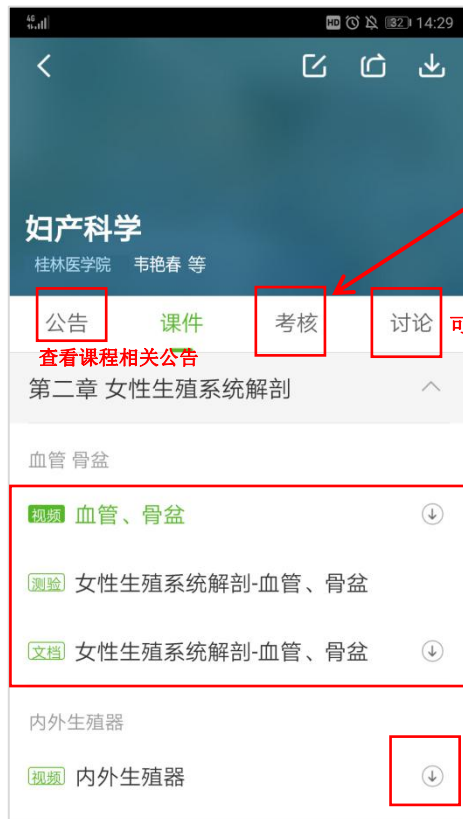 4G HD 32 14:29
妇产科学
桂林医学院 韦艳春 等
公告 课件 考核 讨论 可
查看课程相关公告
第二章 女性生殖系统解剖
血管 骨盆
视频 血管、骨盆
测验 女性生殖系统解剖-血管、骨盆
文档 女性生殖系统解剖-血管、骨盆
内外生殖器
视频 内外生殖器